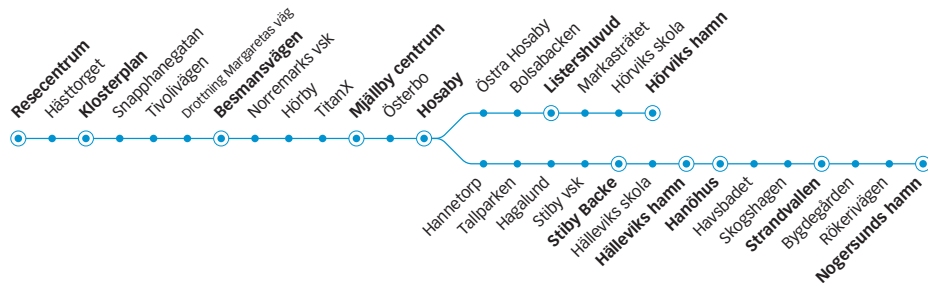 Resecentrum
Hästtorget
Klosterplan
Snapphanegatan
Tivolivägen
Drottning Margaretas väg
Besmansvägen
Norremarks vsk
Hörby
TitanX
Mjällby centrum
Österbo
Hosaby
Östra Hosaby
Bolsabacken
Listershuvud
Markasträtet
Hörviks skola
Hörviks hamn
Hannetorp
Tallparken
Hagalund
Stiby vsk
Stiby Backe
Hälleviks skola
Hälleviks hamn
Hanöhus
Havsbadet
Skogshagen
Strandvallen
Bygdegården
Rökerivägen
Nogersunds hamn